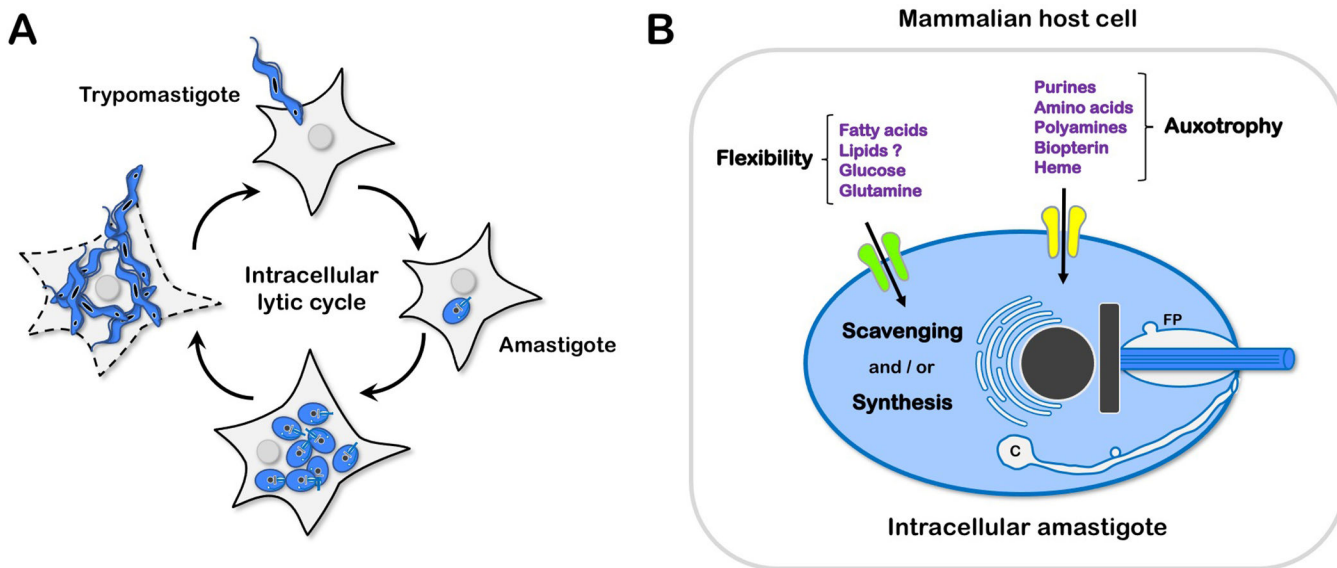 A
Trypomastigote
Intracellular
lytic cycle
Amastigote
B
Mammalian host cell
Flexibility
Fatty acids
Lipids ?
Glucose
Glutamine
Purines
Amino acids
Polyamines
Biopterin
Heme
Auxotrophy
Scavenging
and / or
Synthesis
FP
C
Intracellular amastigote